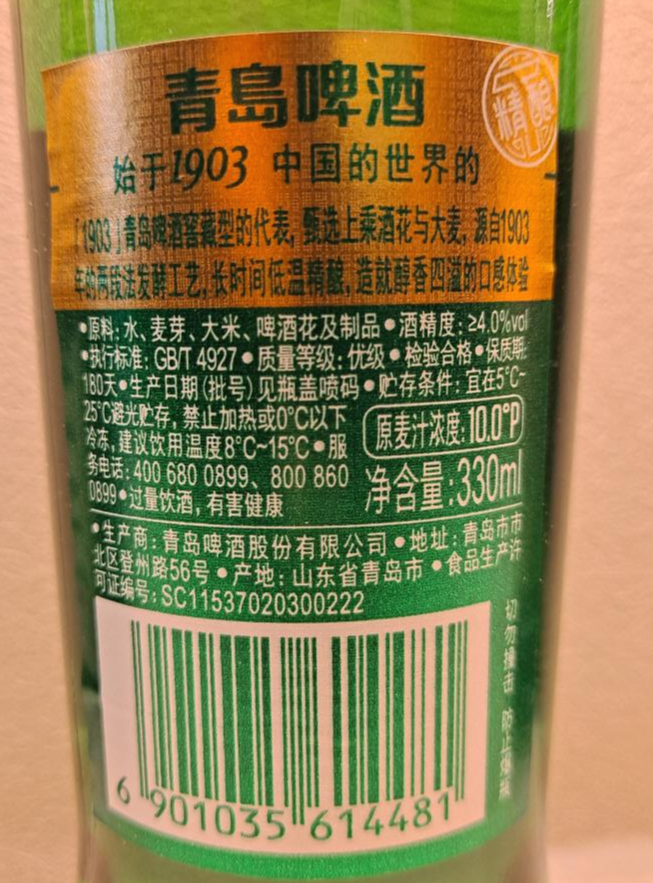 青岛啤酒
精酿
始于1903 中国的世界的
「1903」青岛啤酒窖藏型的代表, 甄选上乘酒花与大麦, 源自1903
年的两段法发酵工艺, 长时间低温精酿, 造就醇香四溢的口感体验
•原料: 水、麦芽、大米、啤酒花及制品•酒精度: ≥4.0%vol
•执行标准: GB/T 4927•质量等级: 优级•检验合格•保质期:
180天•生产日期(批号)见瓶盖喷码•贮存条件: 宜在5°C~
25°C避光贮存, 禁止加热或0°C以下
冷冻, 建议饮用温度8°C~15°C•服
务电话: 400 680 0899、800 860
0899•过量饮酒, 有害健康
原麦汁浓度: 10.0°P
净含量: 330ml
•生产商: 青岛啤酒股份有限公司•地址: 青岛市市
北区登州路56号•产地: 山东省青岛市•食品生产许
可证编号: SC11537020300222
切勿撞击 防止爆瓶
6 901035 614481